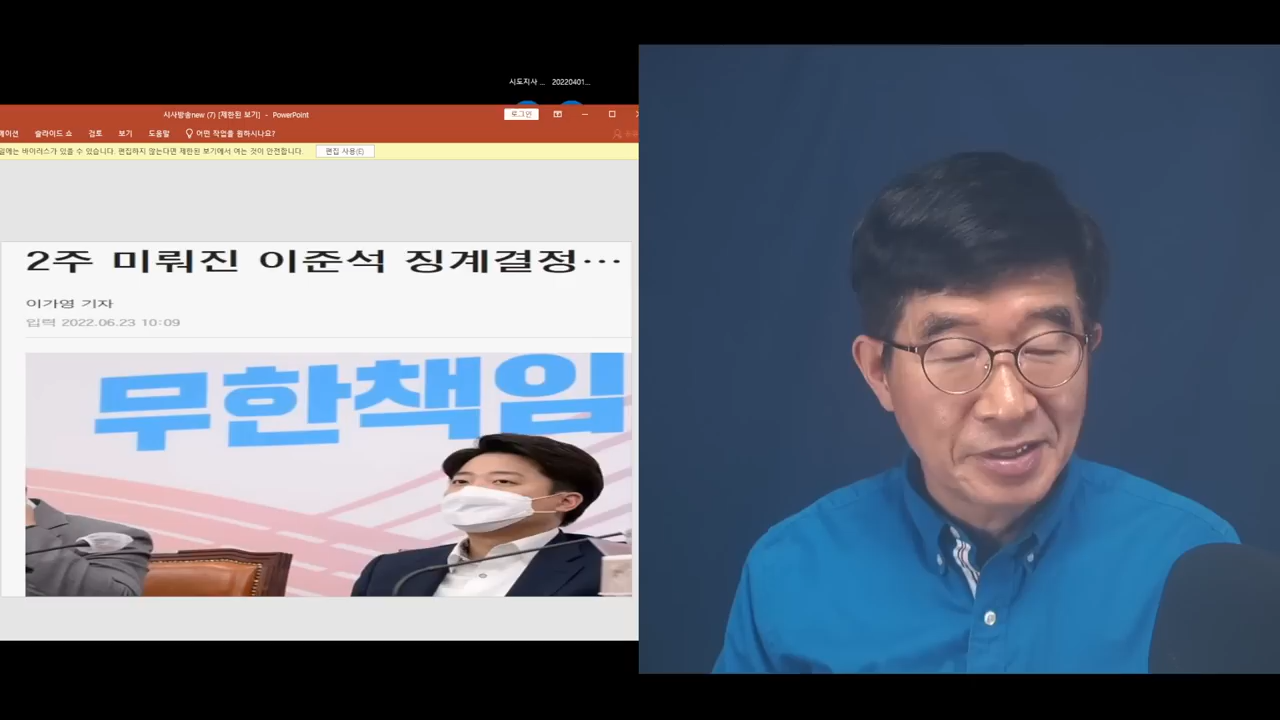 시도지사 ... 20220401...
시사방송new (7) [제한된 보기] - PowerPoint 로그인
슬라이드 쇼 검토 보기 도움말 어떤 작업을 원하시나요?
바이러스가 있을 수 있습니다. 편집하지 않는다면 제한된 보기에서 여는 것이 안전합니다. 편집 사용(E)
2주 미뤄진 이준석 징계결정…
이가영 기자
입력 2022.06.23 10:09
무한책임